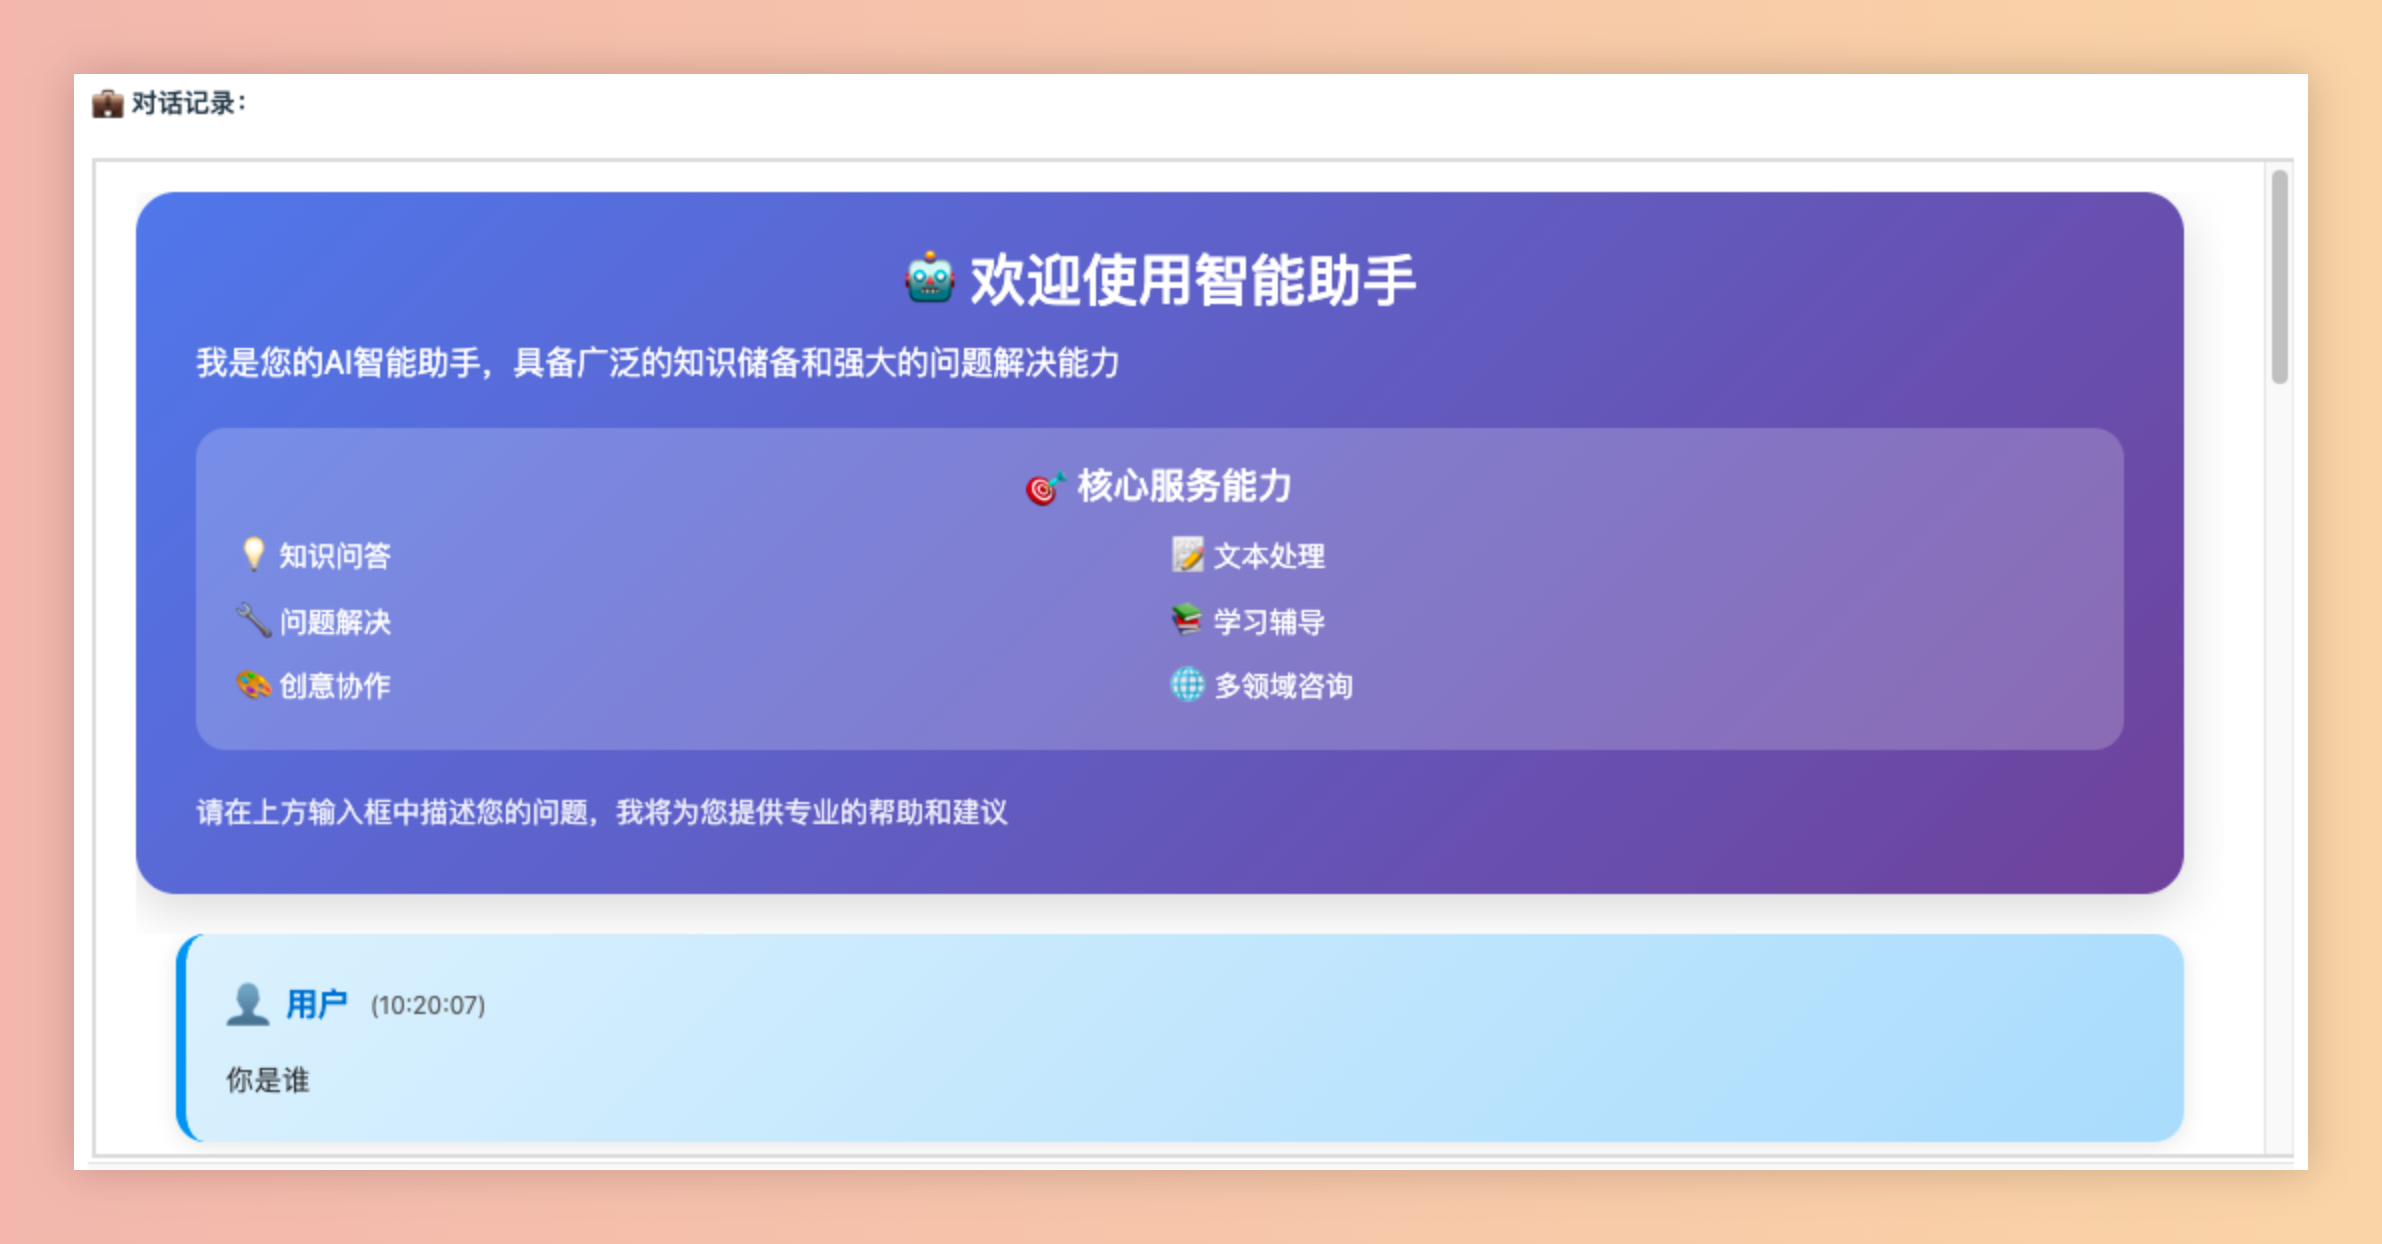 💼 对话记录：
🤖 欢迎使用智能助手
我是您的AI智能助手，具备广泛的知识储备和强大的问题解决能力
🎯 核心服务能力
💡 知识问答
📝 文本处理
🔧 问题解决
📚 学习辅导
🎨 创意协作
🌐 多领域咨询
请在上方输入框中描述您的问题，我将为您提供专业的帮助和建议
👤 用户 (10:20:07)
你是谁